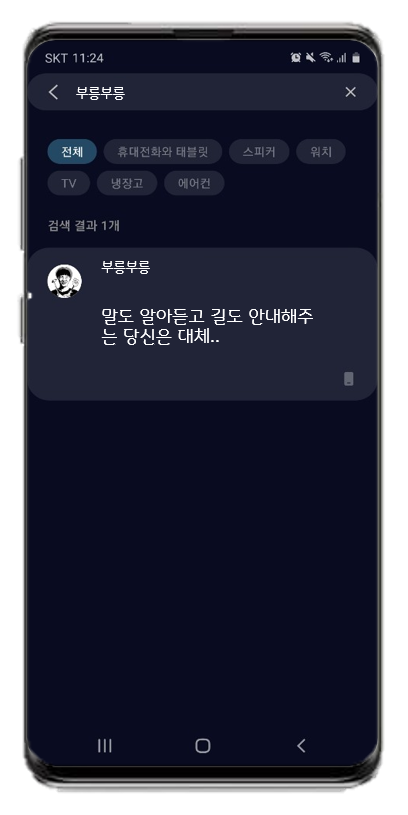 SKT 11:24
부릉부릉
전체 휴대전화와 태블릿 스피커 워치
TV 냉장고 에어컨
검색 결과 1개
부릉부릉
말도 알아듣고 길도 안내해주
는 당신은 대체..